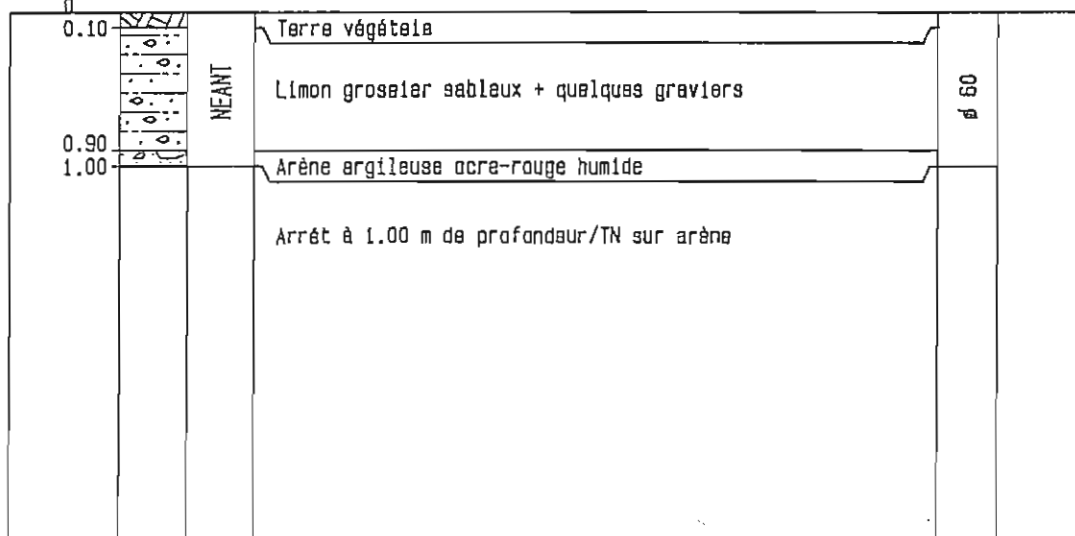 0
0.10
Terre végétale
NEANT
Limon grossier sableux + quelques graviers
ø 60
0.90
1.00
Arène argileuse ocre-rouge humide
Arrêt à 1.00 m de profondeur/TN sur arène